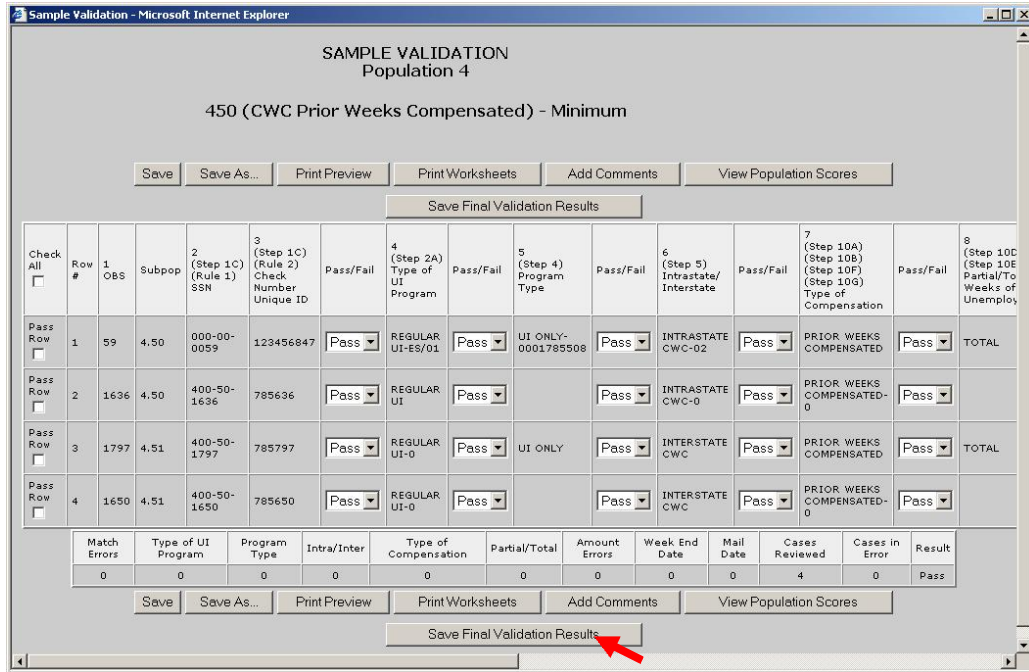 Sample Validation - Microsoft Internet Explorer
SAMPLE VALIDATION
Population 4
450 (CWC Prior Weeks Compensated) - Minimum
Save Save As... Print Preview Print Worksheets Add Comments View Population Scores
Save Final Validation Results
Check All Row # 1 OBS Subpop 2 (Step 1C) (Rule 1) SSN 3 (Step 1C) (Rule 2) Check Number Unique ID Pass/Fail 4 (Step 2A) Type of UI Program Pass/Fail 5 (Step 4) Program Type Pass/Fail 6 (Step 5) Intrastate/ Interstate Pass/Fail 7 (Step 10A) (Step 10B) (Step 10F) (Step 10G) Type of Compensation Pass/Fail 8 (Step 10D (Step 10E Partial/To Weeks of Unemploy
Pass Row 1 59 4.50 000-00-0059 123456847 Pass REGULAR UI-ES/01 Pass UI ONLY-0001785508 Pass INTRASTATE CWC-02 Pass PRIOR WEEKS COMPENSATED Pass TOTAL
Pass Row 2 1636 4.50 400-50-1636 785636 Pass REGULAR UI Pass Pass INTRASTATE CWC-0 Pass PRIOR WEEKS COMPENSATED-0 Pass
Pass Row 3 1797 4.51 400-50-1797 785797 Pass REGULAR UI-0 Pass UI ONLY Pass INTERSTATE CWC Pass PRIOR WEEKS COMPENSATED Pass TOTAL
Pass Row 4 1650 4.51 400-50-1650 785650 Pass REGULAR UI-0 Pass Pass INTERSTATE CWC Pass PRIOR WEEKS COMPENSATED-0 Pass
Match Errors Type of UI Program Program Type Intra/Inter Type of Compensation Partial/Total Amount Errors Week End Date Mail Date Cases Reviewed Cases in Error Result
0 0 0 0 0 0 0 0 0 4 0 Pass
Save Save As... Print Preview Print Worksheets Add Comments View Population Scores
Save Final Validation Results